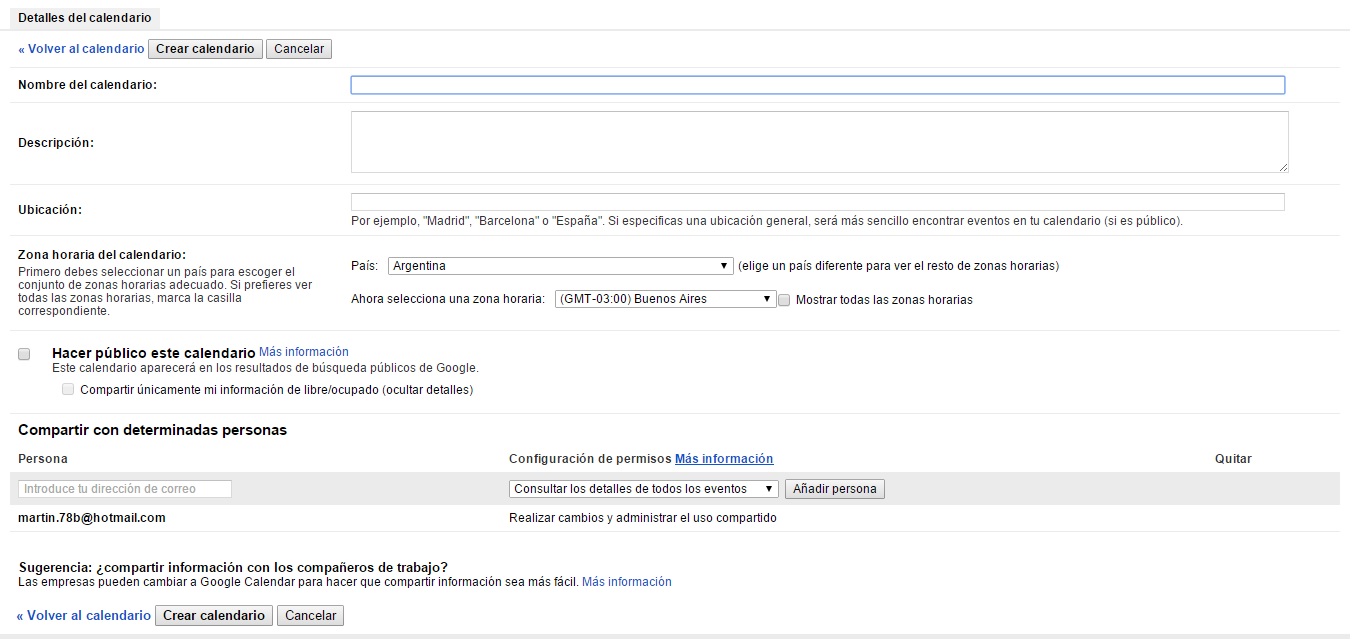 Detalles del calendario
« Volver al calendario Crear calendario Cancelar
Nombre del calendario:
Descripción:
Ubicación:
Por ejemplo, "Madrid", "Barcelona" o "España". Si especificas una ubicación general, será más sencillo encontrar eventos en tu calendario (si es público).
Zona horaria del calendario:
Primero debes seleccionar un país para escoger el
conjunto de zonas horarias adecuado. Si prefieres ver
todas las zonas horarias, marca la casilla
correspondiente.
País: Argentina (elige un país diferente para ver el resto de zonas horarias)
Ahora selecciona una zona horaria: (GMT-03:00) Buenos Aires Mostrar todas las zonas horarias
Hacer público este calendario Más información
Este calendario aparecerá en los resultados de búsqueda públicos de Google.
Compartir únicamente mi información de libre/ocupado (ocultar detalles)
Compartir con determinadas personas
Persona Configuración de permisos Más información Quitar
Introduce tu dirección de correo Consultar los detalles de todos los eventos Añadir persona
martin.78b@hotmail.com Realizar cambios y administrar el uso compartido
Sugerencia: ¿compartir información con los compañeros de trabajo?
Las empresas pueden cambiar a Google Calendar para hacer que compartir información sea más fácil. Más información
« Volver al calendario Crear calendario Cancelar